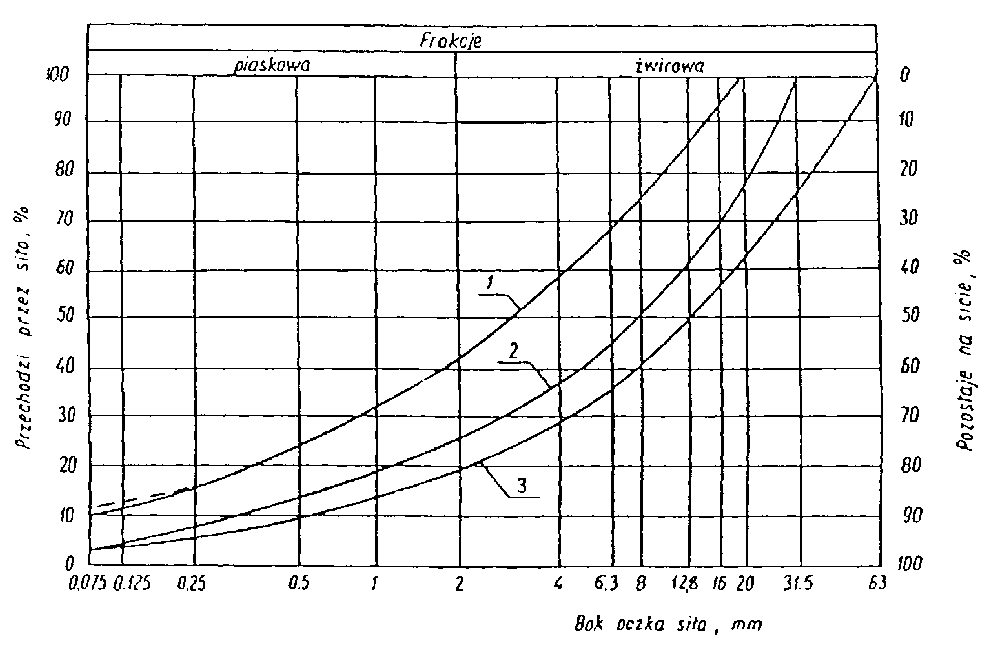 Frakcje
piaskowa żwirowa
100 0
90 10
80 20
70 30
60 40
50 50
40 60
30 70
20 80
10 90
0 100
1
2
3
0,075 0.125 0,25 0,5 1 2 4 6,3 8 12,8 16 20 31.5 63
Bok oczka sita, mm
Przechodzi przez sito, %
Pozostaje na sicie, %